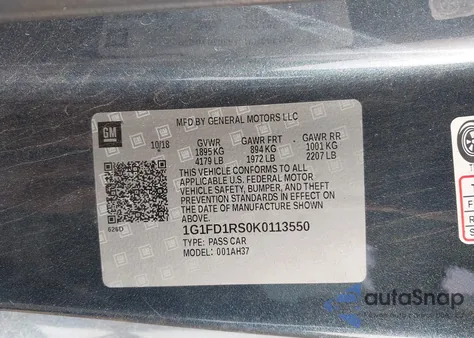 MFD BY GENERAL MOTORS LLC
GM
10/18
GVWR GAWR FRT GAWR RR
1895 KG 894 KG 1001 KG
4179 LB 1972 LB 2207 LB
THIS VEHICLE CONFORMS TO ALL
APPLICABLE U.S. FEDERAL MOTOR
VEHICLE SAFETY, BUMPER, AND THEFT
PREVENTION STANDARDS IN EFFECT ON
THE DATE OF MANUFACTURE SHOWN ABOVE.
1G1FD1RS0K0113550
TYPE: PASS CAR
MODEL: 001AH37
autoSnap